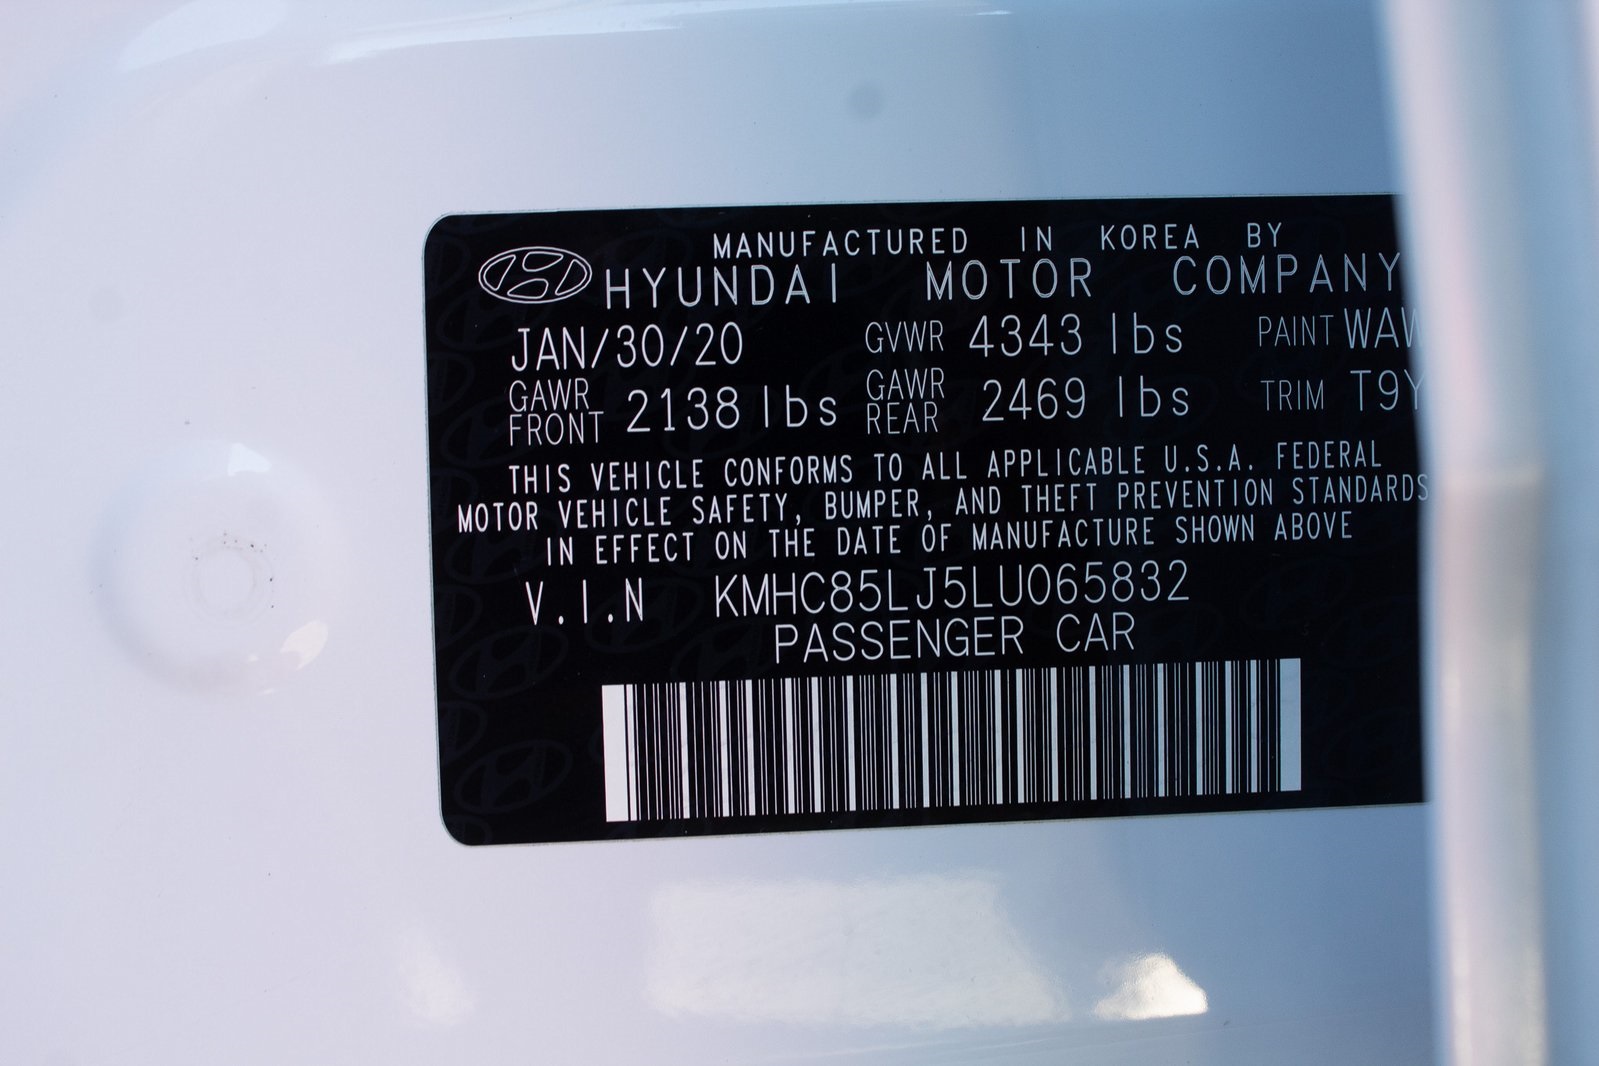 MANUFACTURED IN KOREA BY
HYUNDAI MOTOR COMPANY
JAN/30/20 GVWR 4343 lbs PAINT
GAWR FRONT 2138 lbs GAWR REAR 2469 lbs TRIM
THIS VEHICLE CONFORMS TO ALL APPLICABLE U.S.A. FEDERAL
MOTOR VEHICLE SAFETY, BUMPER, AND THEFT PREVENTION STANDARDS
IN EFFECT ON THE DATE OF MANUFACTURE SHOWN ABOVE
V.I.N KMHC85LJ5LU065832
PASSENGER CAR